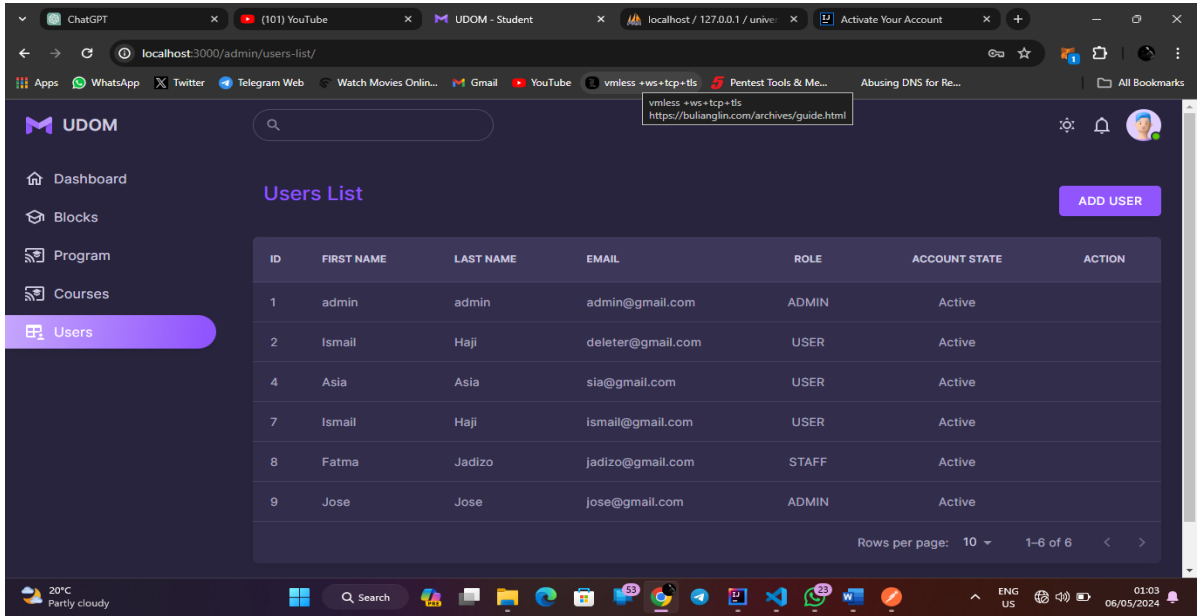 ChatGPT
(101) YouTube
UDOM - Student
localhost / 127.0.0.1 / univer
Activate Your Account
localhost:3000/admin/users-list/
1
Apps
WhatsApp
Twitter
Telegram Web
Watch Movies Onlin...
Gmail
YouTube
vmless +ws+tcp+tls
Pentest Tools & Me...
Abusing DNS for Re...
All Bookmarks
vmless +ws+tcp+tls
https://bulianglin.com/archives/guide.html
UDOM
Dashboard
Blocks
Program
Courses
Users
Users List
ADD USER
ID FIRST NAME LAST NAME EMAIL ROLE ACCOUNT STATE ACTION
1 admin admin admin@gmail.com ADMIN Active
2 Ismail Haji deleter@gmail.com USER Active
4 Asia Asia sia@gmail.com USER Active
7 Ismail Haji ismail@gmail.com USER Active
8 Fatma Jadizo jadizo@gmail.com STAFF Active
9 Jose Jose jose@gmail.com ADMIN Active
Rows per page: 10 1–6 of 6
20°C
Partly cloudy
Search
PRE
53
23
ENG
US
01:03
06/05/2024